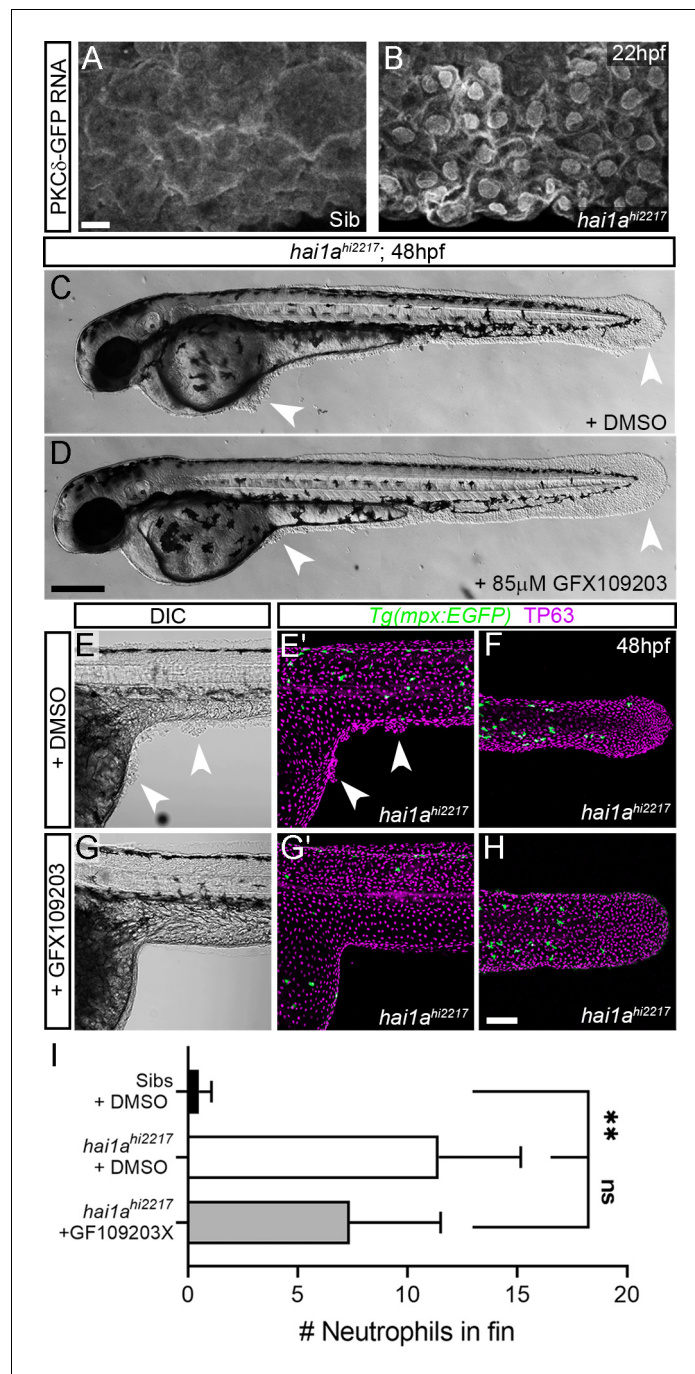 PKCδ-GFP RNA
A
Sib
B
22hpf
hai1a^hi2217
hai1a^hi2217; 48hpf
C
+ DMSO
D
+ 85μM GFX109203
DIC
Tg(mpx:EGFP) TP63
+ DMSO
E
E'
hai1a^hi2217
F
48hpf
hai1a^hi2217
+ GFX109203
G
G'
hai1a^hi2217
H
hai1a^hi2217
I
Sibs
+ DMSO
hai1a^hi2217
+ DMSO
hai1a^hi2217
+GF109203X
**
ns
0 5 10 15 20
# Neutrophils in fin